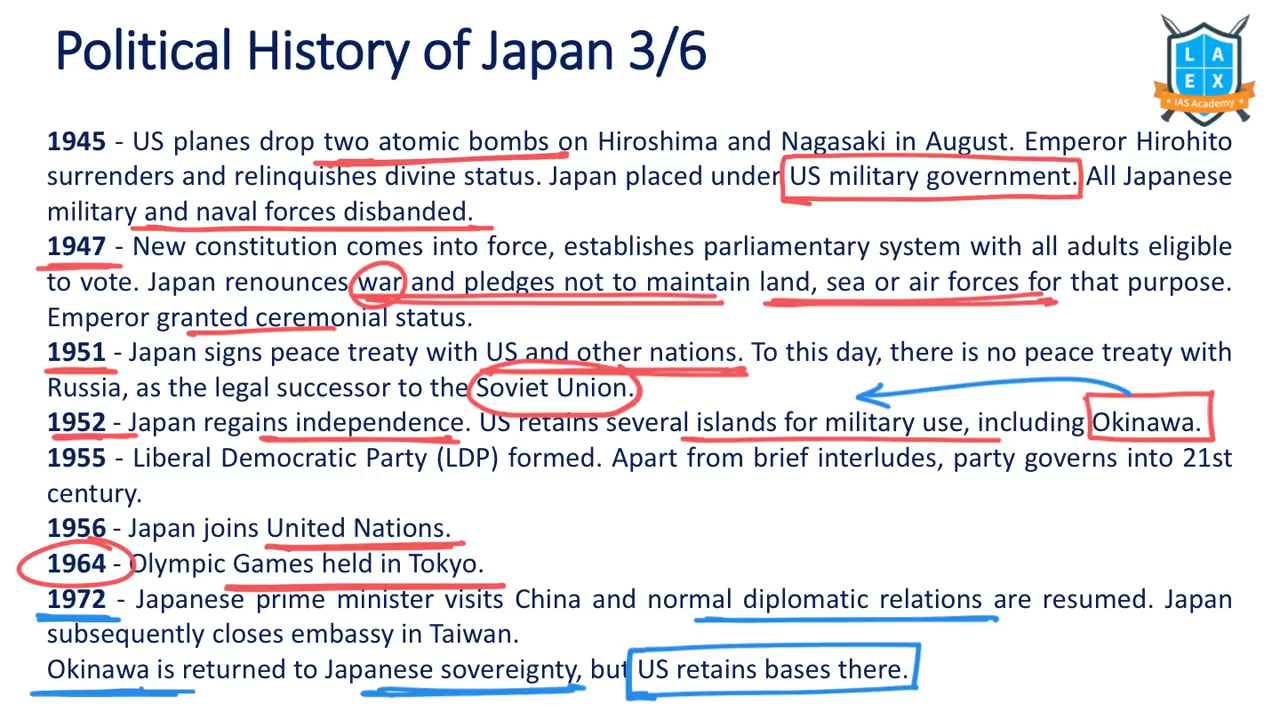 Political History of Japan 3/6
L A
E X
IAS Academy
1945 - US planes drop two atomic bombs on Hiroshima and Nagasaki in August. Emperor Hirohito
surrenders and relinquishes divine status. Japan placed under US military government. All Japanese
military and naval forces disbanded.
1947 - New constitution comes into force, establishes parliamentary system with all adults eligible
to vote. Japan renounces war and pledges not to maintain land, sea or air forces for that purpose.
Emperor granted ceremonial status.
1951 - Japan signs peace treaty with US and other nations. To this day, there is no peace treaty with
Russia, as the legal successor to the Soviet Union.
1952 - Japan regains independence. US retains several islands for military use, including Okinawa.
1955 - Liberal Democratic Party (LDP) formed. Apart from brief interludes, party governs into 21st
century.
1956 - Japan joins United Nations.
1964 - Olympic Games held in Tokyo.
1972 - Japanese prime minister visits China and normal diplomatic relations are resumed. Japan
subsequently closes embassy in Taiwan.
Okinawa is returned to Japanese sovereignty, but US retains bases there.